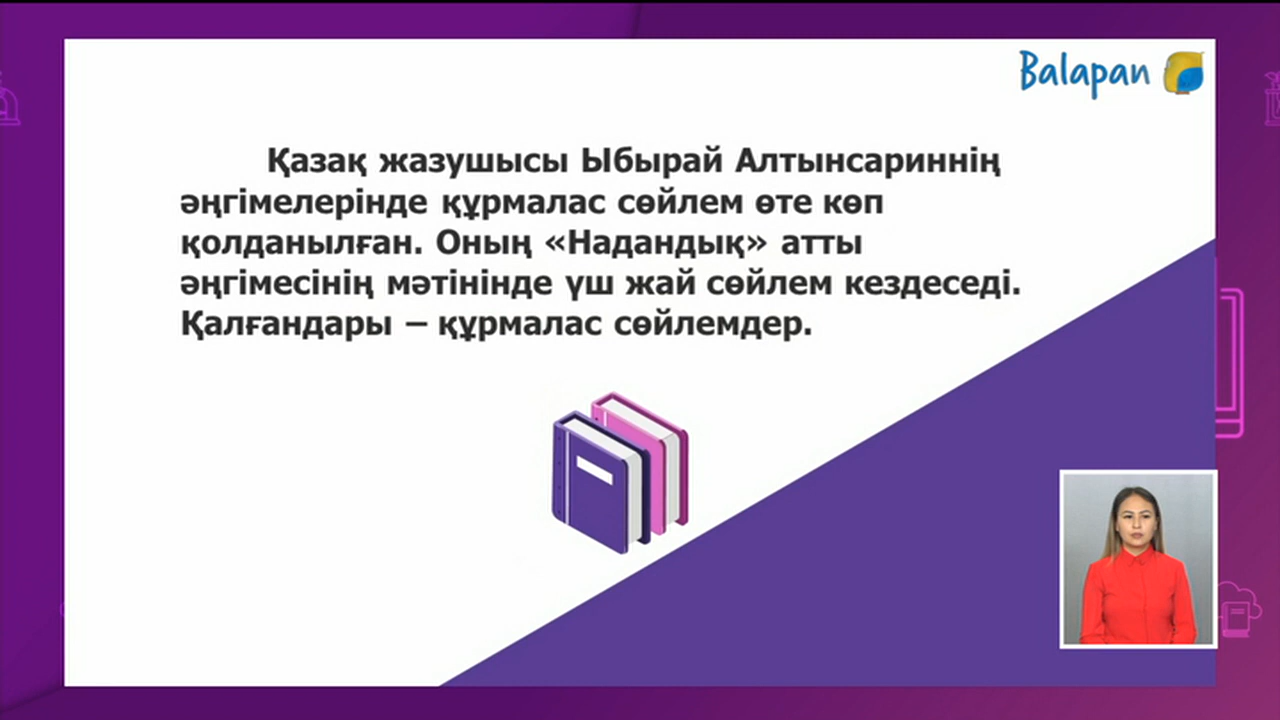 Balapan
Қазақ жазушысы Ыбырай Алтынсариннің
әңгімелерінде құрмалас сөйлем өте көп
қолданылған. Оның «Надандық» атты
әңгімесінің мәтінінде үш жай сөйлем кездеседі.
Қалғандары – құрмалас сөйлемдер.